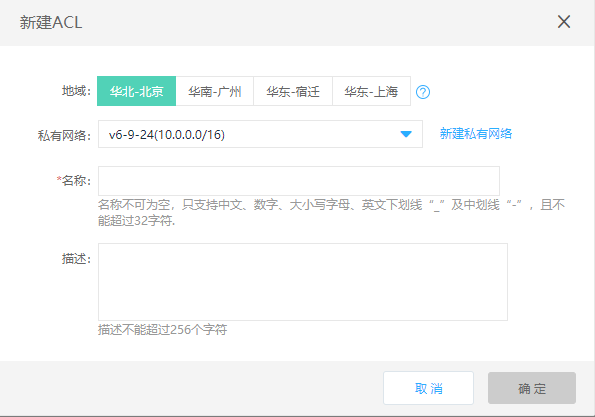 新建ACL
地域： 华北-北京 华南-广州 华东-宿迁 华东-上海 ?
私有网络： v6-9-24(10.0.0.0/16) 新建私有网络
*名称：
名称不可为空，只支持中文、数字、大小写字母、英文下划线“_”及中划线“-”，且不
能超过32字符.
描述：
描述不能超过256个字符
取 消 确 定